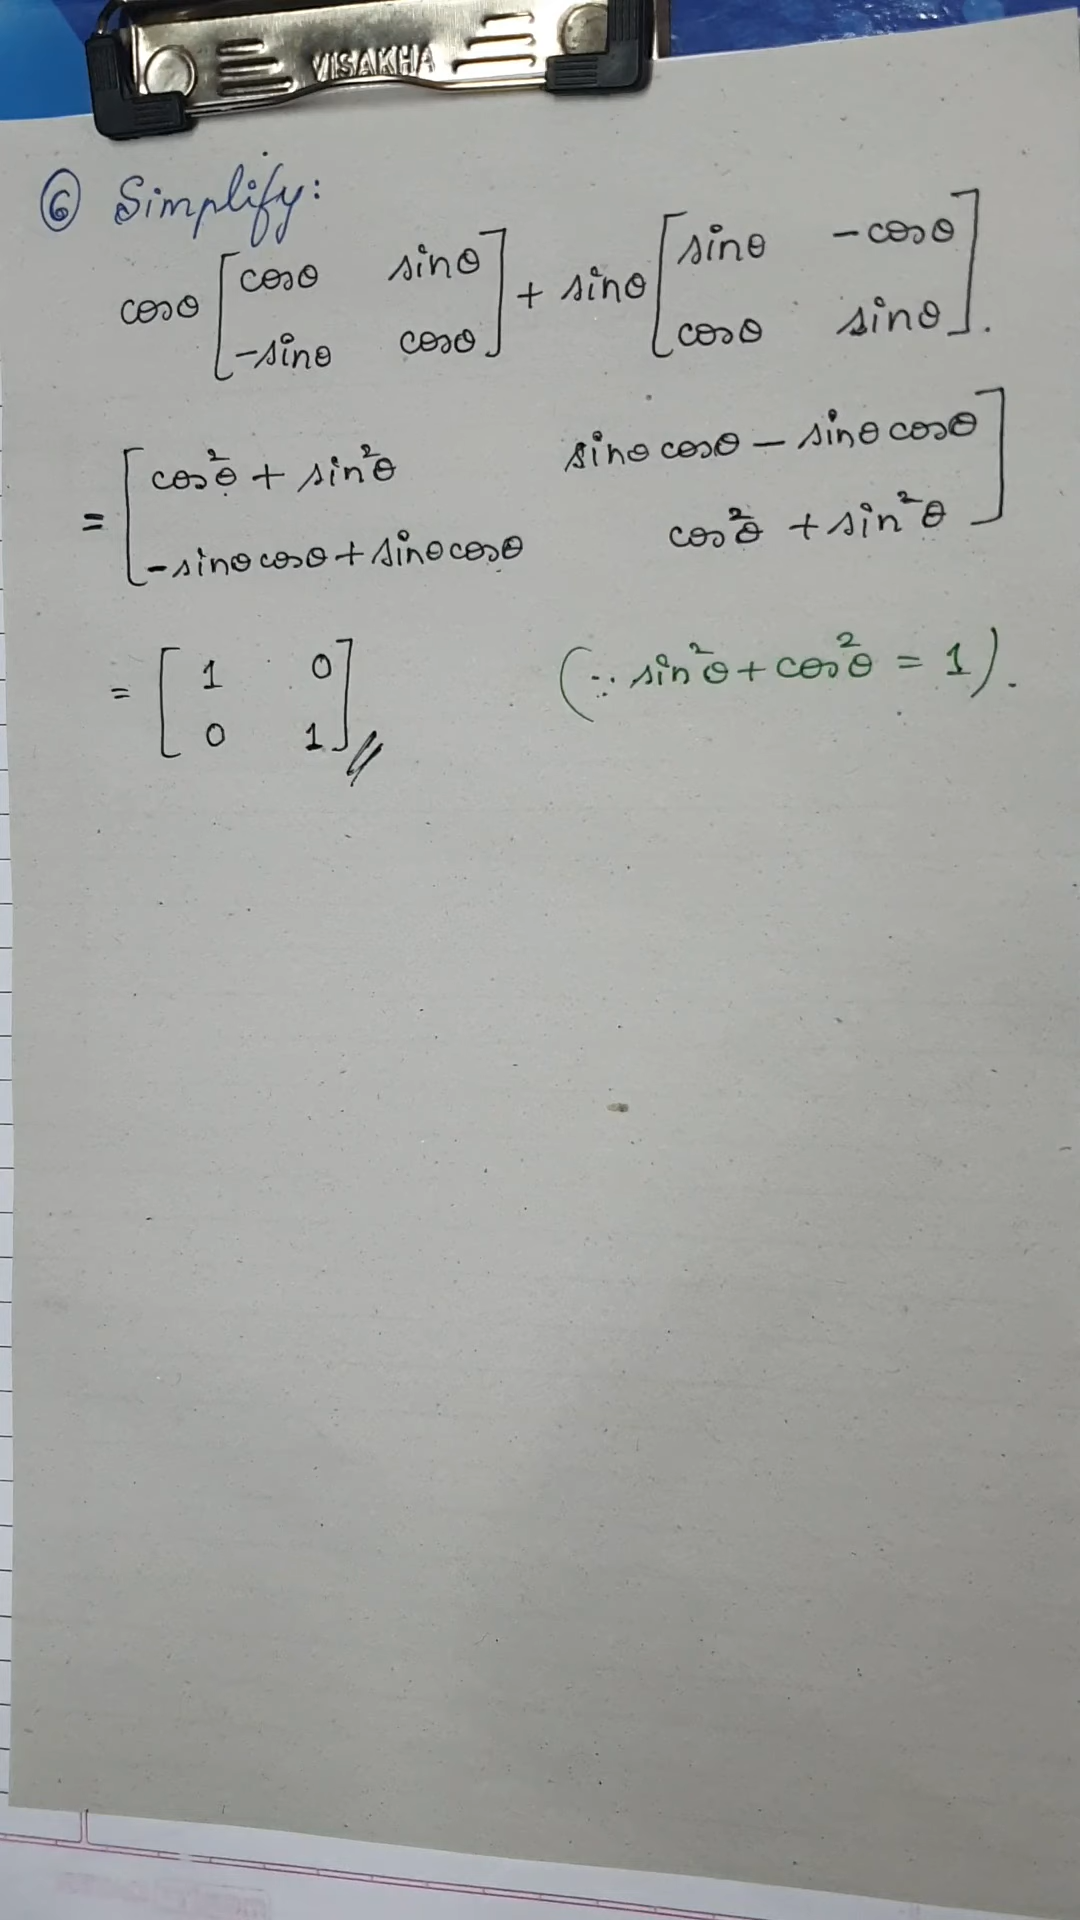 VISAKHA
⑥ Simplify:
cosθ [cosθ sinθ] + sinθ [sinθ -cosθ]
[-sinθ cosθ] [cosθ sinθ].
= [cos²θ + sin²θ sinθ cosθ - sinθ cosθ]
[-sinθ cosθ + sinθ cosθ cos²θ + sin²θ]
= [1 0] (∵ sin²θ + cos²θ = 1).
[0 1]//